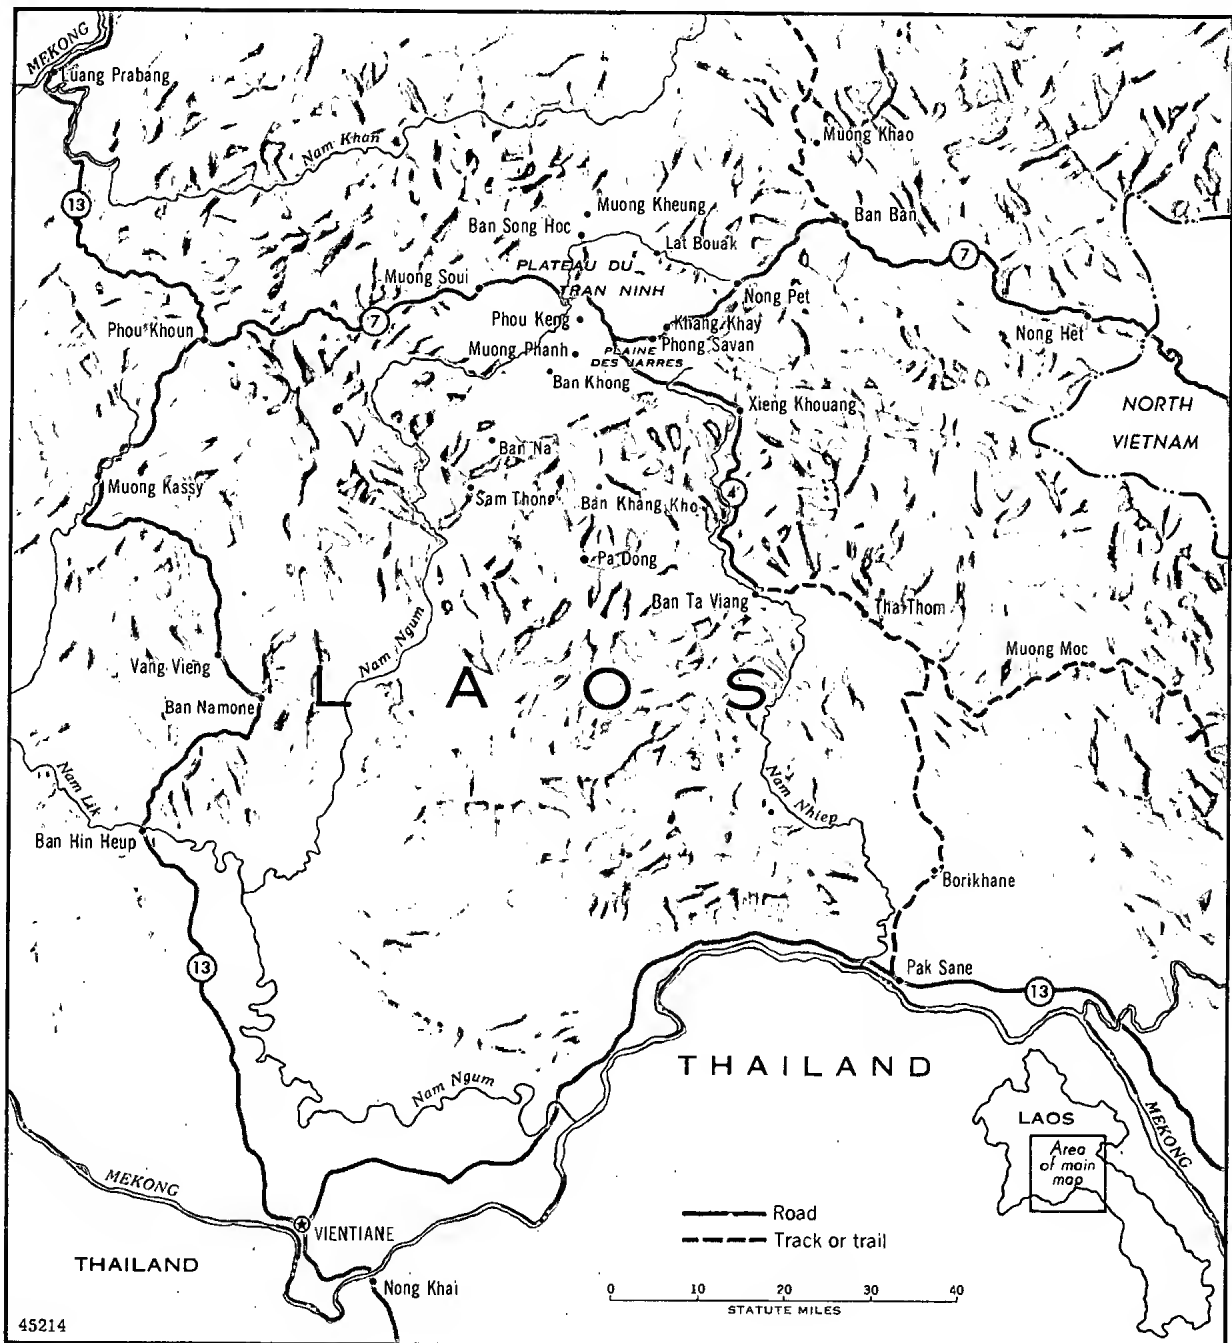 MEKONG
Luang Prabang
Nam Khan
Muong Khao
13
Muong Kheung
Ban Ban
Ban Song Hoc
Lat Bouak
7
PLATEAU DU
TRAN NINH
Muong Soui
Nong Pet
7
Phou Khoun
Phou Keng
Khang Khay
Nong Het
Phong Savan
Muong Phanh
PLAINE
DES JARRES
Ban Khong
Xieng Khouang
NORTH
VIETNAM
Ban Na
Muong Kassy
Sam Thong
Ban Khang Kho
4
Pa Dong
Ban Ta Viang
Tha Thom
Nam Ngum
Vang Vieng
Muong Moc
LAOS
Ban Namone
Nam Lik
Nam Nhiep
Ban Hin Heup
Borikhane
13
Pak Sane
13
THAILAND
Nam Ngum
MEKONG
LAOS
Area
of main
map
MEKONG
Road
VIENTIANE
Track or trail
THAILAND
Nong Khai
0 10 20 30 40
STATUTE MILES
45214